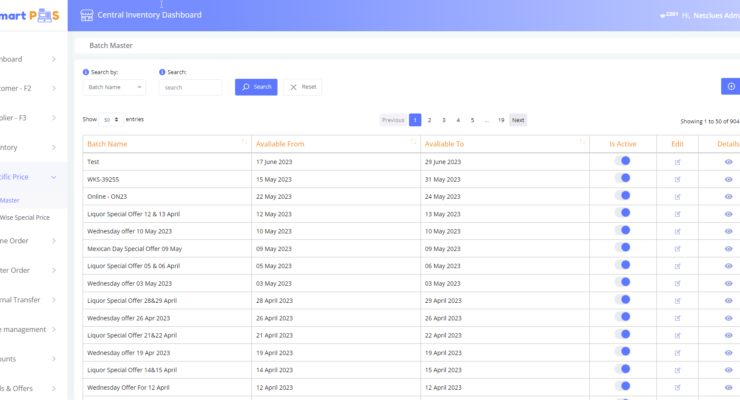 mart POS
Central Inventory Dashboard
2201 Hi, Netclues Adm
Batch Master
hboard
tomer - F2
plier - F3
ntory
cific Price
Master
Wise Special Price
ne Order
ter Order
rnal Transfer
e management
ounts
ls & Offers
Search by:
Search:
Batch Name
search
Search
Reset
Show 50 entries
Previous 1 2 3 4 5 ... 19 Next
Showing 1 to 50 of 904
Batch Name Avaliable From Avaliable To Is Active Edit Details
Test 17 June 2023 29 June 2023
WKS-39255 15 May 2023 31 May 2023
Online - ON23 22 May 2023 24 May 2023
Liquor Special Offer 12 & 13 April 12 May 2023 13 May 2023
Wednesday offer 10 May 2023 10 May 2023 10 May 2023
Mexican Day Special Offer 09 May 09 May 2023 09 May 2023
Liquor Special Offer 05 & 06 April 05 May 2023 06 May 2023
Wednesday offer 03 May 2023 03 May 2023 03 May 2023
Liquor Special Offer 28&29 April 28 April 2023 29 April 2023
Wednesday offer 26 Apr 2023 26 April 2023 26 April 2023
Liquor Special Offer 21&22 April 21 April 2023 22 April 2023
Wednesday offer 19 Apr 2023 19 April 2023 19 April 2023
Liquor Special Offer 14&15 April 14 April 2023 15 April 2023
Wednesday Offer For 12 April 12 April 2023 12 April 2023